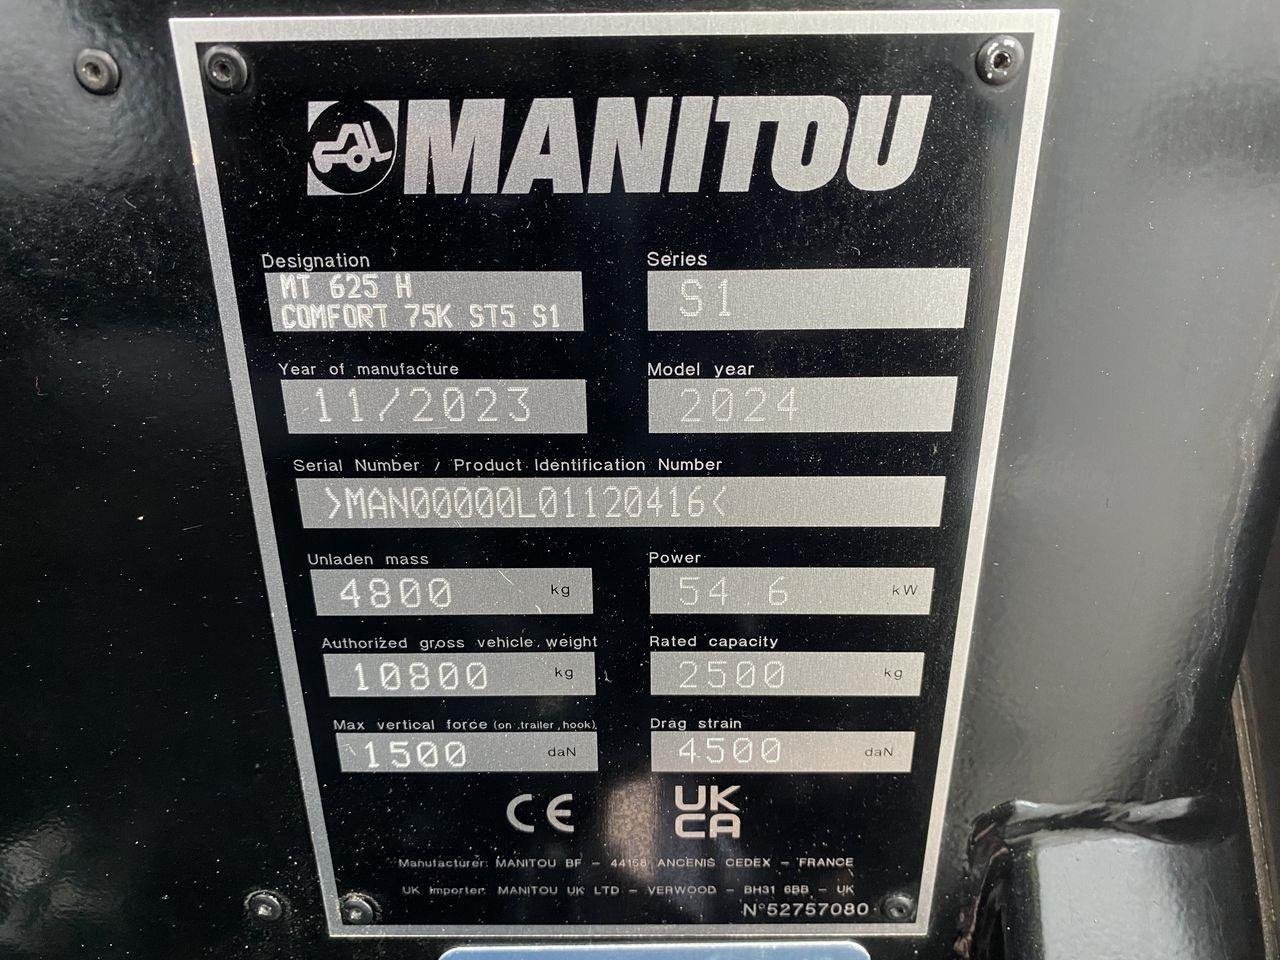 MANITOU
Designation
MT 625 H
COMFORT 75K ST5 S1
Series
S1
Year of manufacture
11/2023
Model year
2024
Serial Number / Product Identification Number
>MAN00000L01120416<
Unladen mass
4800 kg
Power
54.6 kW
Authorized gross vehicle weight
10800 kg
Rated capacity
2500 kg
Max vertical force (on trailer hook)
1500 daN
Drag strain
4500 daN
CE
UK
CA
Manufacturer: MANITOU BF - 44158 ANCENIS CEDEX - FRANCE
UK Importer: MANITOU UK LTD - VERWOOD - BH31 6BB - UK
N°52757080